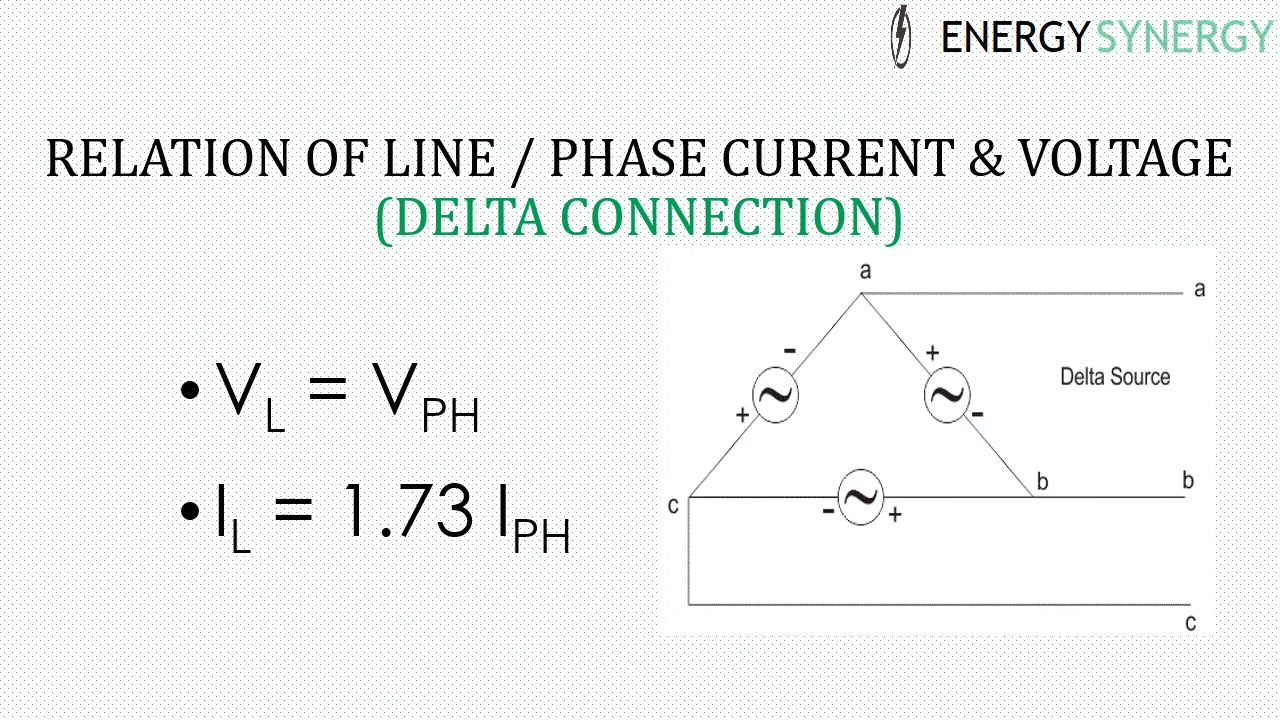 ENERGY SYNERGY
RELATION OF LINE / PHASE CURRENT & VOLTAGE
(DELTA CONNECTION)
• VL = VPH
• IL = 1.73 IPH
a
a
- +
Delta Source
+ -
c
b
b
- +
c